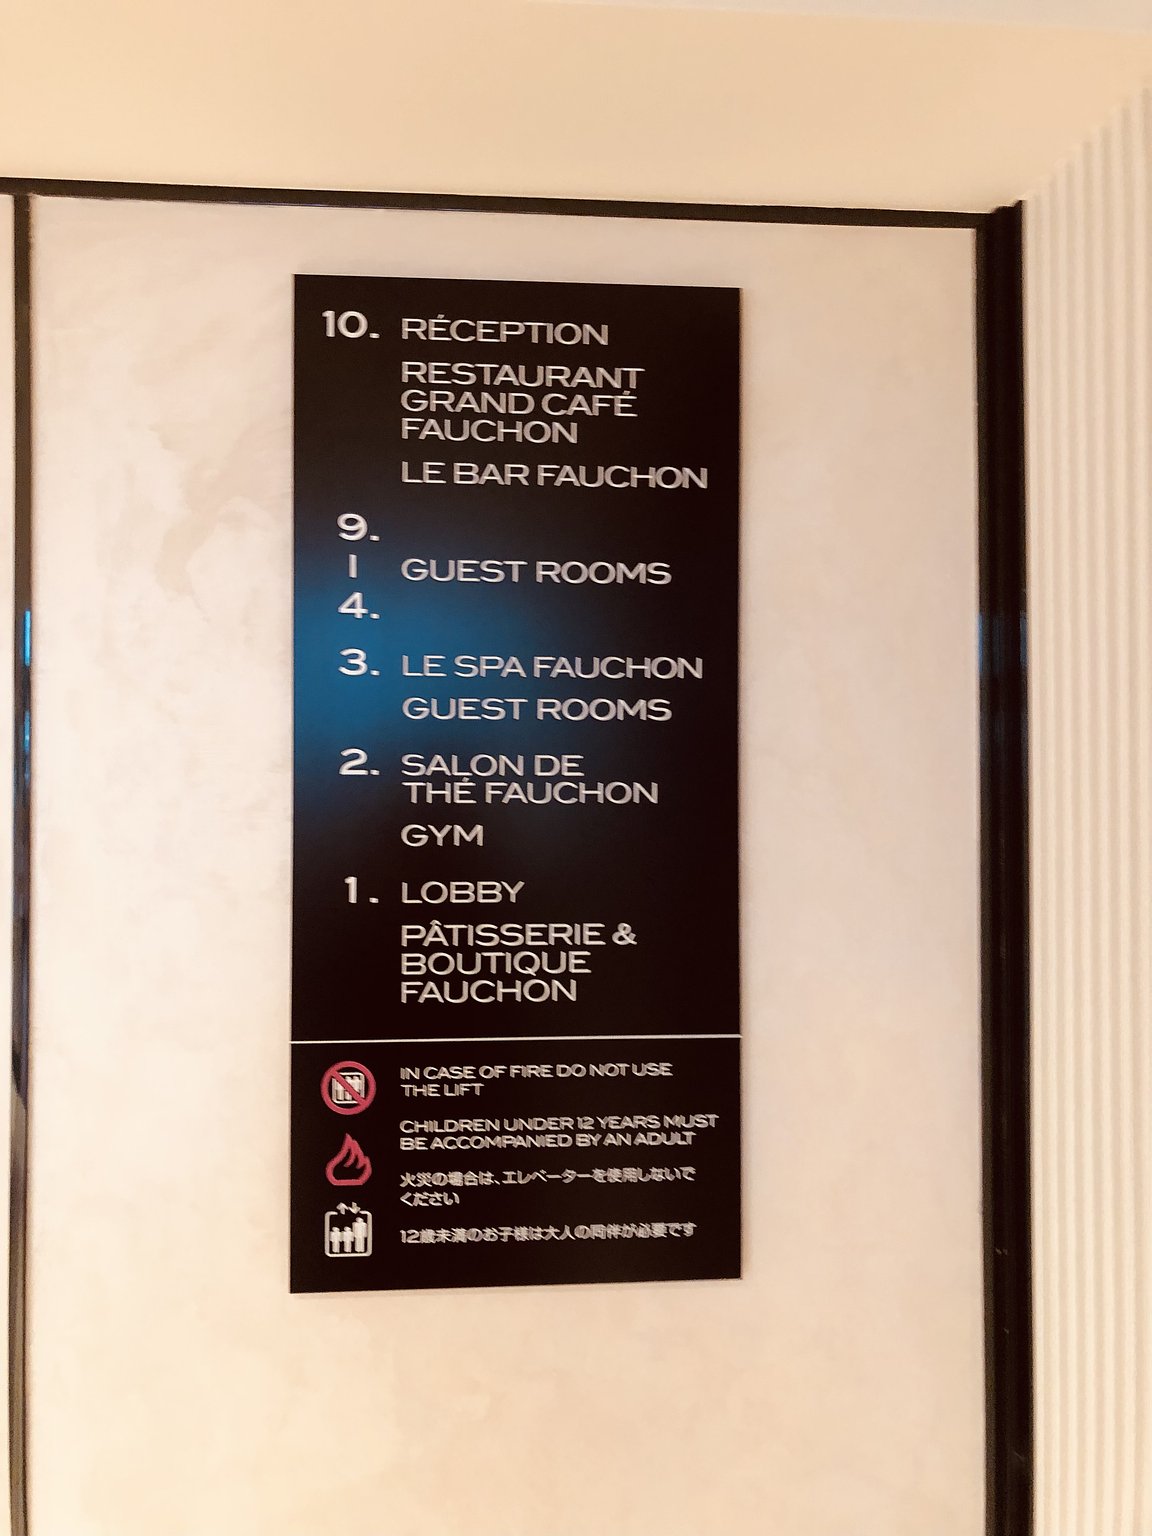 10. RÉCEPTION
RESTAURANT
GRAND CAFÉ
FAUCHON
LE BAR FAUCHON
9.
| GUEST ROOMS
4.
3. LE SPA FAUCHON
GUEST ROOMS
2. SALON DE
THÉ FAUCHON
GYM
1. LOBBY
PÂTISSERIE &
BOUTIQUE
FAUCHON
IN CASE OF FIRE DO NOT USE
THE LIFT
CHILDREN UNDER 12 YEARS MUST
BE ACCOMPANIED BY AN ADULT
火災の場合は、エレベーターを使用しないで
ください
12歳未満のお子様は大人の同伴が必要です